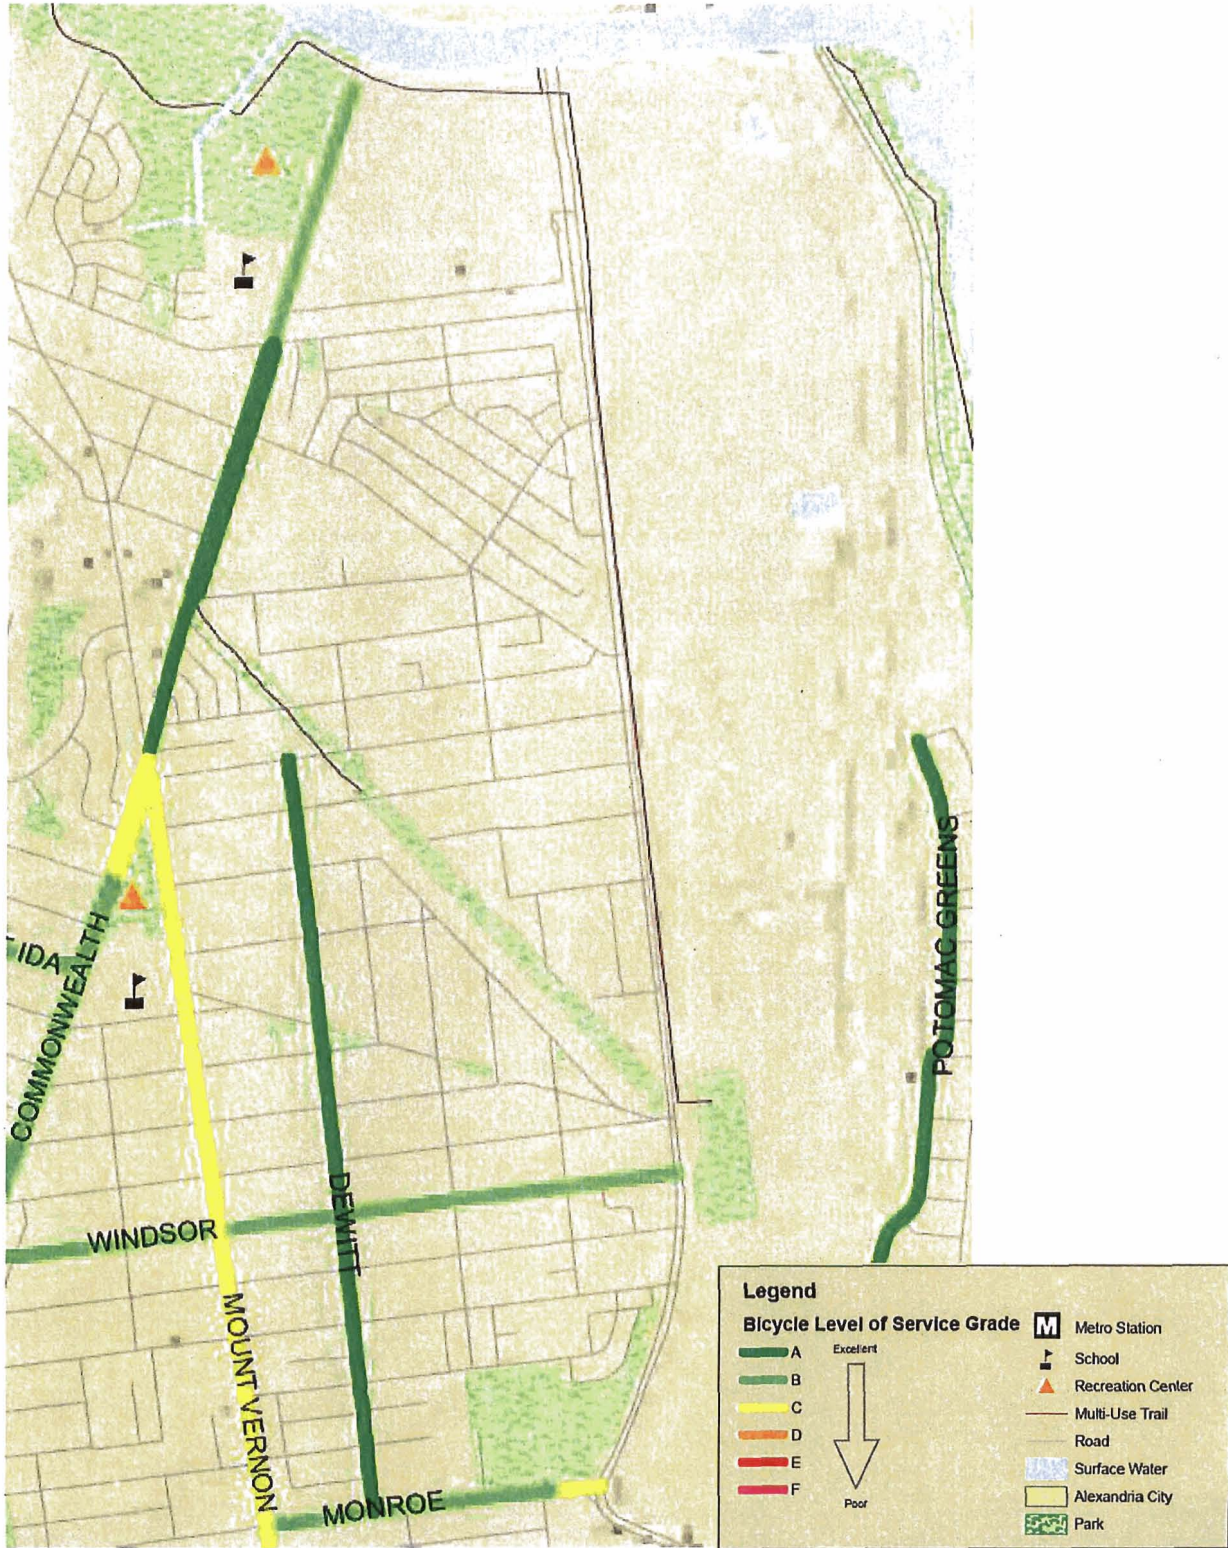 IDA
COMMONWEALTH
POTOMAC GREENS
DEWITT
WINDSOR
MOUNT VERNON
MONROE
Legend
Bicycle Level of Service Grade
A
B
C
D
E
F
Excellent
Poor
M
Metro Station
School
Recreation Center
Multi-Use Trail
Road
Surface Water
Alexandria City
Park